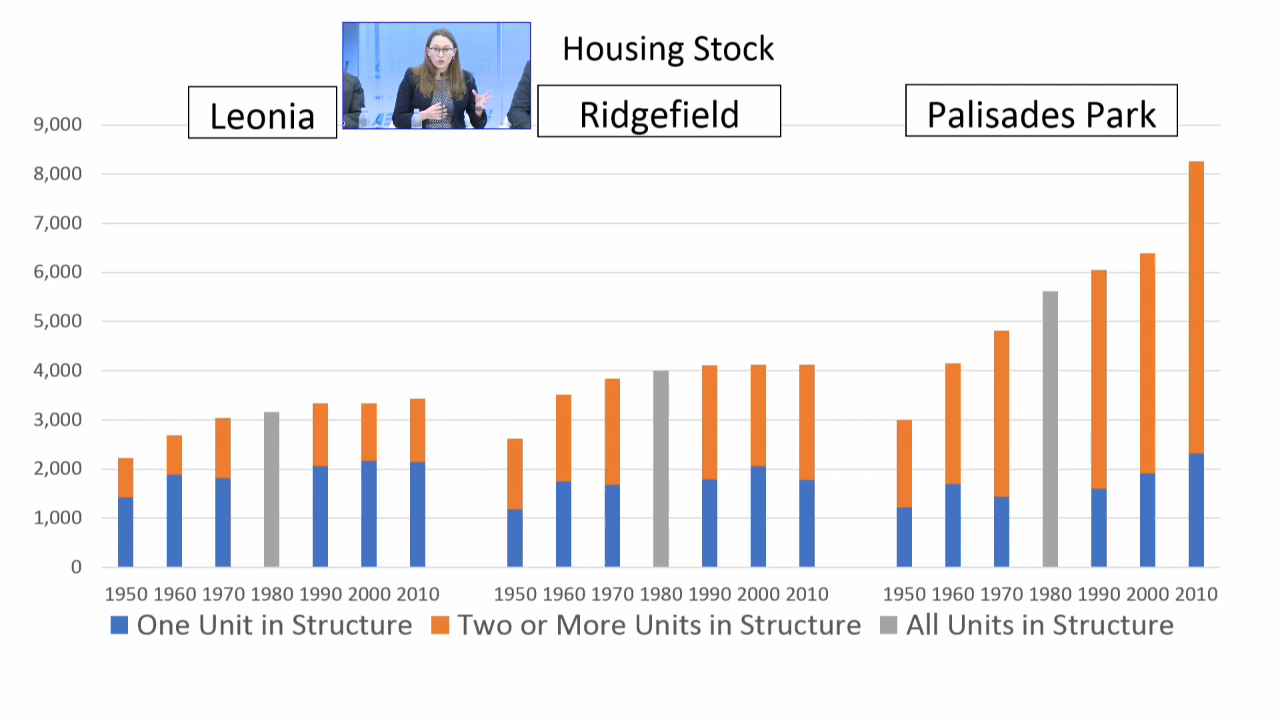 Housing Stock
Leonia
Ridgefield
Palisades Park
9,000
8,000
7,000
6,000
5,000
4,000
3,000
2,000
1,000
0
1950 1960 1970 1980 1990 2000 2010 1950 1960 1970 1980 1990 2000 2010 1950 1960 1970 1980 1990 2000 2010
One Unit in Structure Two or More Units in Structure All Units in Structure